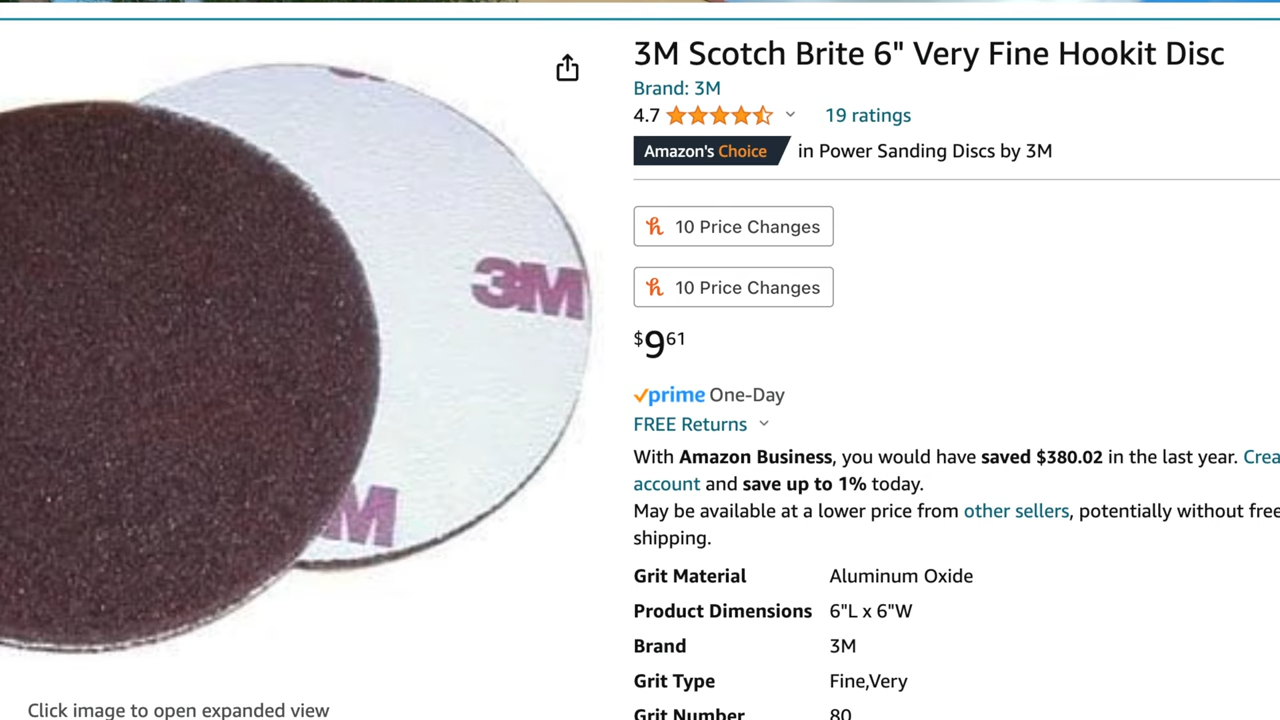 3M Scotch Brite 6" Very Fine Hookit Disc
Brand: 3M
4.7
19 ratings
Amazon's Choice in Power Sanding Discs by 3M
10 Price Changes
10 Price Changes
$9 61
prime One-Day
FREE Returns
With Amazon Business, you would have saved $380.02 in the last year. Crea
account and save up to 1% today.
May be available at a lower price from other sellers, potentially without free
shipping.
Grit Material Aluminum Oxide
Product Dimensions 6"L x 6"W
Brand 3M
Grit Type Fine,Very
Grit Number 80
3M
M
Click image to open expanded view